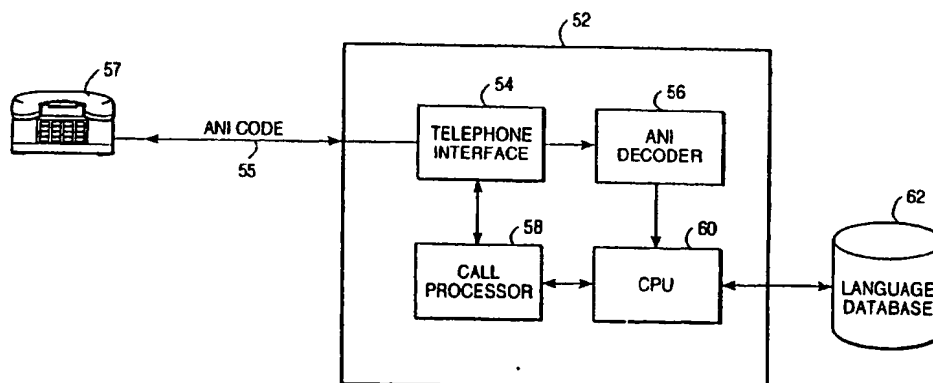 52
57
54
56
ANI CODE
55
TELEPHONE
INTERFACE
ANI
DECODER
58
60
62
CALL
PROCESSOR
CPU
LANGUAGE
DATABASE